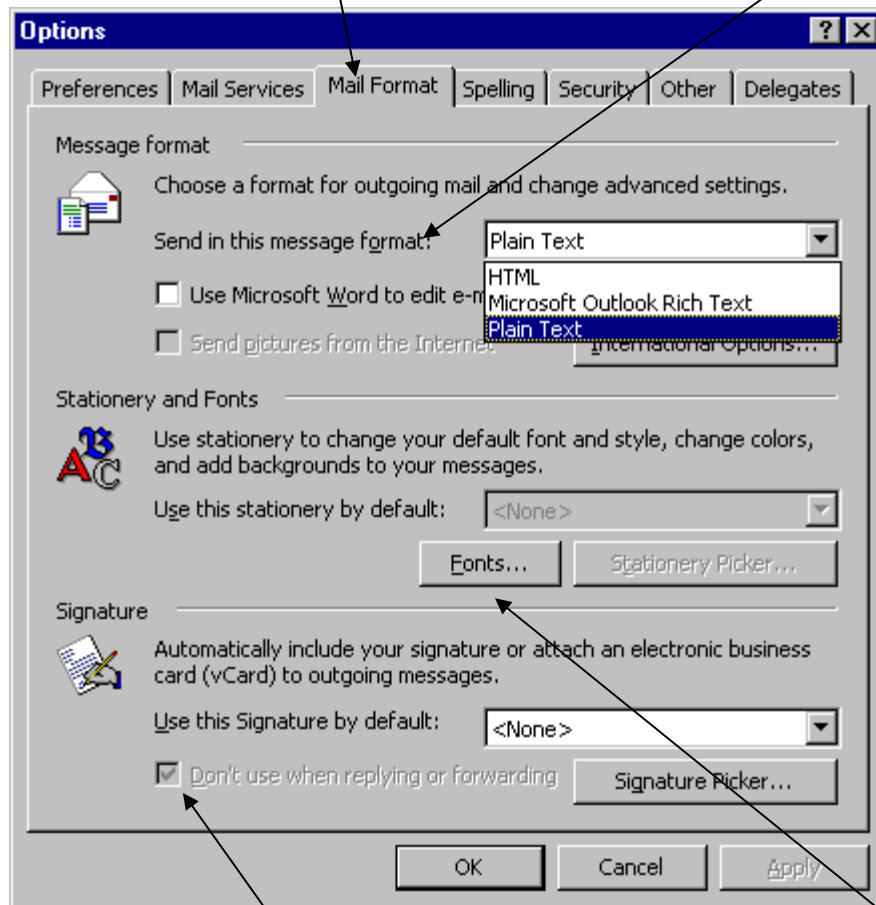 Options
Preferences Mail Services Mail Format Spelling Security Other Delegates
Message format
Choose a format for outgoing mail and change advanced settings.
Send in this message format: Plain Text
HTML
Use Microsoft Word to edit e-m
Microsoft Outlook Rich Text
Plain Text
Send pictures from the Internet International Options...
Stationery and Fonts
Use stationery to change your default font and style, change colors,
and add backgrounds to your messages.
Use this stationery by default: <None>
Fonts... Stationery Picker...
Signature
Automatically include your signature or attach an electronic business
card (vCard) to outgoing messages.
Use this Signature by default: <None>
Don't use when replying or forwarding Signature Picker...
OK Cancel Apply